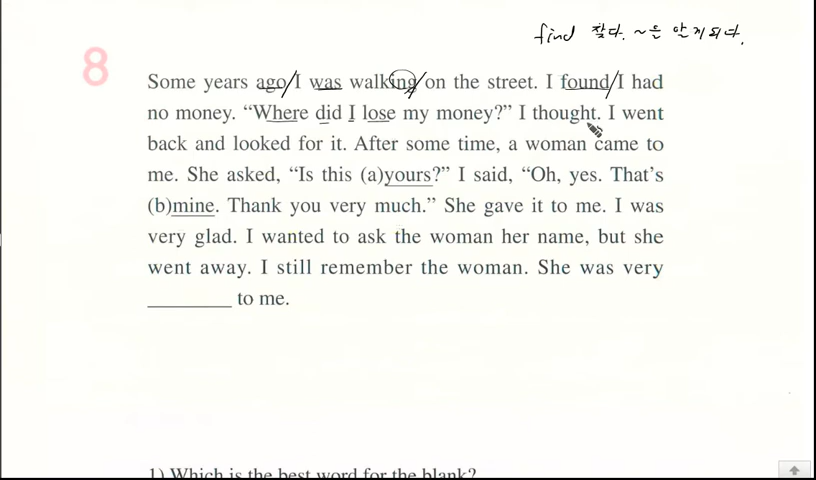 find 찾다. ~을 알게되다.
8
Some years ago I was walking on the street. I found I had
no money. “Where did I lose my money?” I thought. I went
back and looked for it. After some time, a woman came to
me. She asked, “Is this (a)yours?” I said, “Oh, yes. That's
(b)mine. Thank you very much.” She gave it to me. I was
very glad. I wanted to ask the woman her name, but she
went away. I still remember the woman. She was very
________ to me.
1) Which is the best word for the blank?